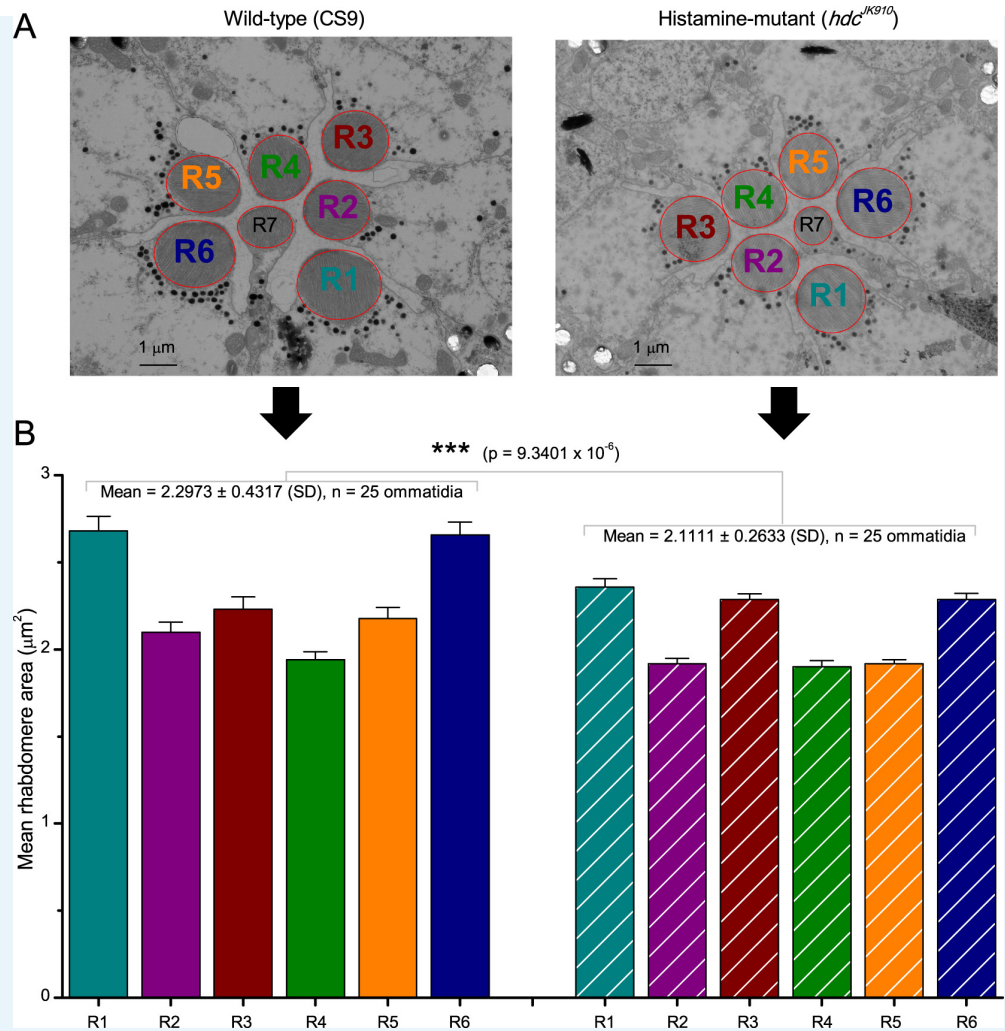 A
Wild-type (CS9)
Histamine-mutant (hdc^JK910)
R3
R4
R5
R2
R7
R6
R1
1 μm
R5
R4
R6
R7
R3
R2
R1
1 μm
B
*** (p = 9.3401 x 10^-6)
Mean = 2.2973 ± 0.4317 (SD), n = 25 ommatidia
Mean = 2.1111 ± 0.2633 (SD), n = 25 ommatidia
Mean rhabdomere area (μm²)
3
2
1
0
R1 R2 R3 R4 R5 R6 R1 R2 R3 R4 R5 R6